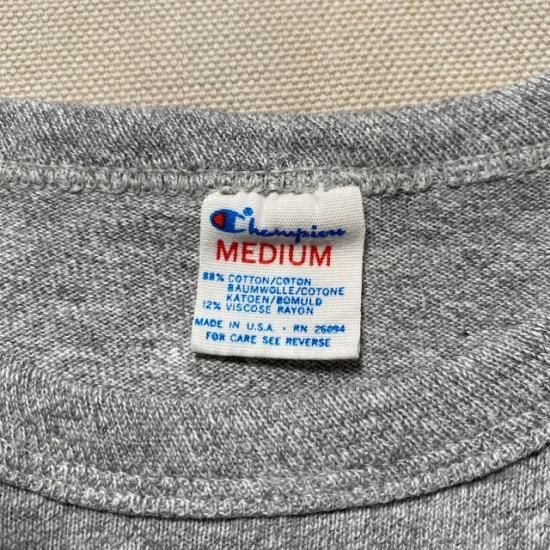 Champion
MEDIUM
88% COTTON/COTON
BAUMWOLLE/COTONE
KATOEN/BOMULD
12% VISCOSE RAYON
MADE IN U.S.A. • RN 26094
FOR CARE SEE REVERSE